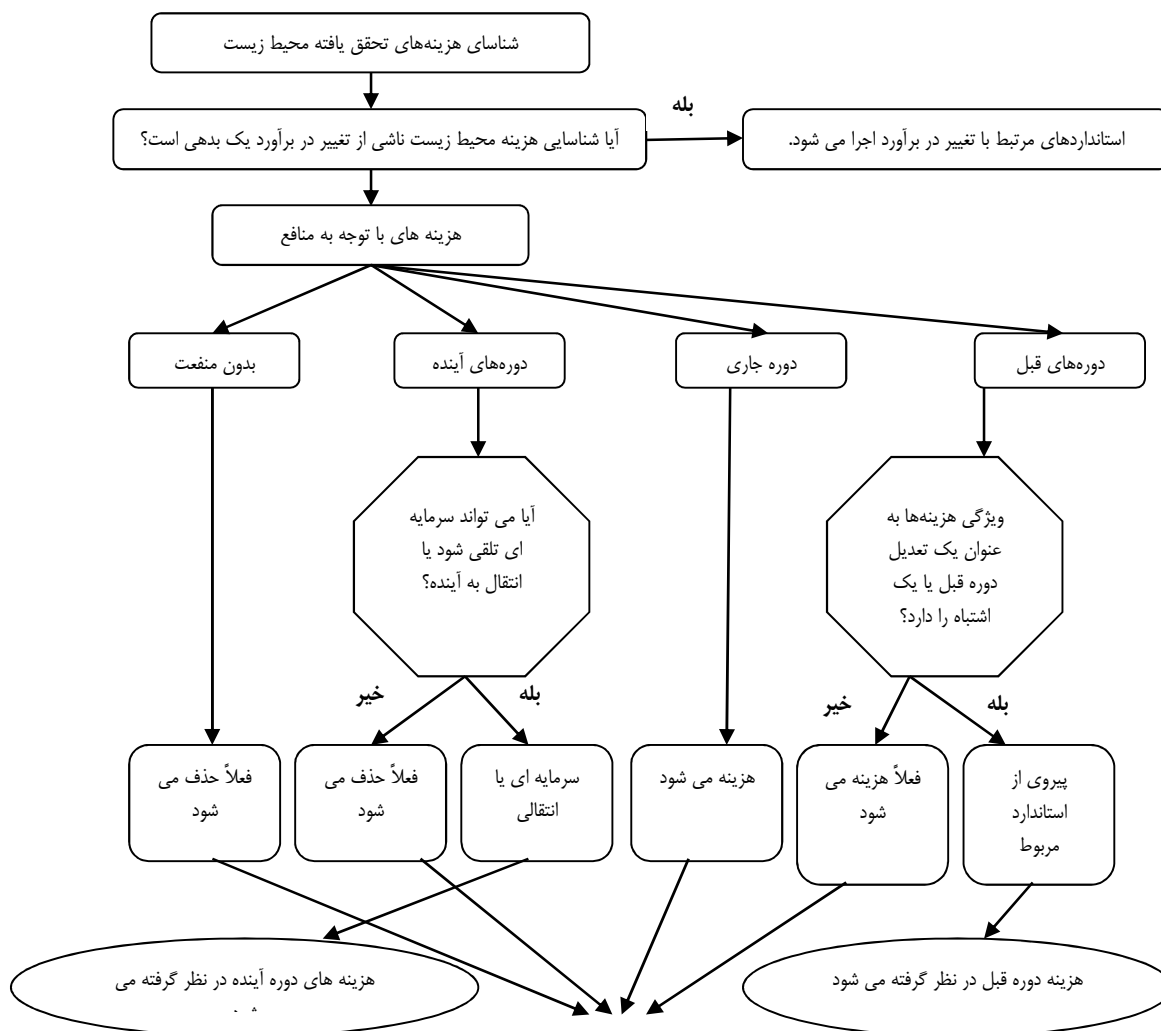 شناسای هزینه‌های تحقق یافته محیط زیست
بله
آیا شناسایی هزینه محیط زیست ناشی از تغییر در برآورد یک بدهی است؟
استانداردهای مرتبط با تغییر در برآورد اجرا می شود.
هزینه های با توجه به منافع
دوره‌های قبل
دوره جاری
دوره‌های آینده
بدون منفعت
ویژگی هزینه‌ها به
عنوان یک تعدیل
دوره قبل یا یک
اشتباه را دارد؟
آیا می تواند سرمایه
ای تلقی شود یا
انتقال به آینده؟
بله
خیر
بله
خیر
پیروی از
استاندارد
مربوط
فعلاً هزینه می
شود
هزینه می شود
سرمایه ای یا
انتقالی
فعلاً حذف می
شود
فعلاً حذف می
شود
هزینه دوره قبل در نظر گرفته می شود
هزینه های دوره آینده در نظر گرفته می